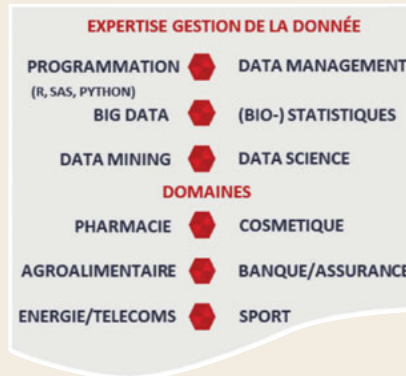 EXPERTISE GESTION DE LA DONNÉE
PROGRAMMATION DATA MANAGEMENT
(R, SAS, PYTHON)
BIG DATA (BIO-) STATISTIQUES
DATA MINING DATA SCIENCE
DOMAINES
PHARMACIE COSMETIQUE
AGROALIMENTAIRE BANQUE/ASSURANCE
ENERGIE/TELECOMS SPORT